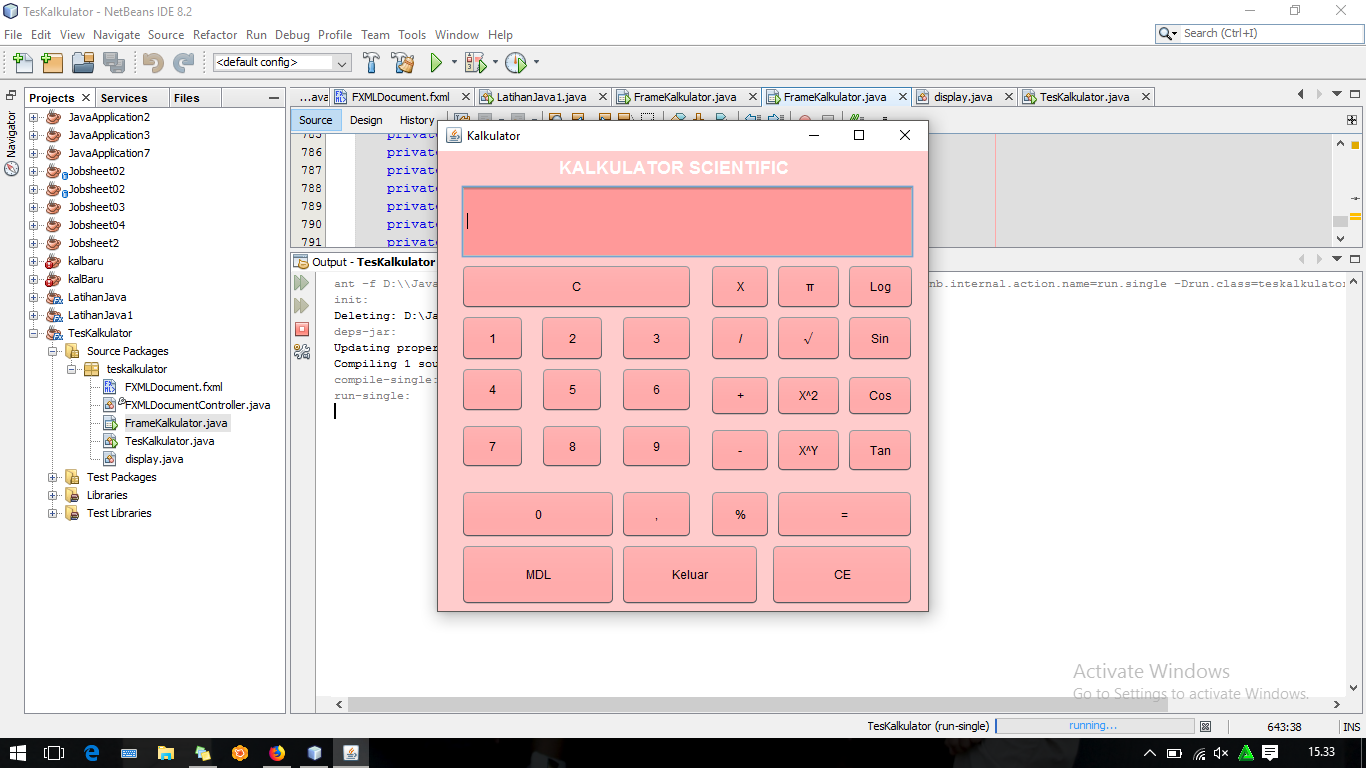 TesKalkulator - NetBeans IDE 8.2
File Edit View Navigate Source Refactor Run Debug Profile Team Tools Window Help
Search (Ctrl+I)
<default config>
Projects Services Files
...ava FXMLDocument.fxml LatihanJava1.java FrameKalkulator.java FrameKalkulator.java display.java TesKalkulator.java
Source Design History
Navigator
JavaApplication2
JavaApplication3
JavaApplication7
Jobsheet02
Jobsheet02
Jobsheet03
Jobsheet04
Jobsheet2
kalbaru
kalBaru
LatihanJava
LatihanJava1
TesKalkulator
Source Packages
teskalkulator
FXMLDocument.fxml
FXMLDocumentController.java
FrameKalkulator.java
TesKalkulator.java
display.java
Test Packages
Libraries
Test Libraries
785 privat
786 privat
787 privat
788 privat
789 privat
790 privat
791 privat
Output - TesKalkulator
ant -f D:\\Java nb.internal.action.name=run.single -Drun.class=teskalkulator
init:
Deleting: D:\Ja
deps-jar:
Updating proper
Compiling 1 sou
compile-single:
run-single:
Kalkulator
KALKULATOR SCIENTIFIC
C X π Log
1 2 3 / √ Sin
4 5 6 + X^2 Cos
7 8 9 - X^Y Tan
0 , % =
MDL Keluar CE
Activate Windows
Go to Settings to activate Windows.
TesKalkulator (run-single) running... 643:38 INS
15.33